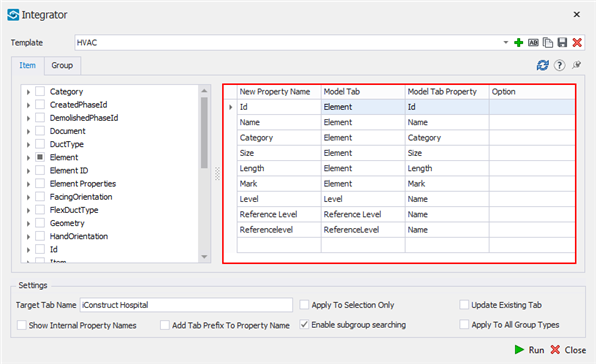 Integrator
Template HVAC
Item Group
Category
CreatedPhaseId
DemolishedPhaseId
Document
DuctType
Element
Element ID
Element Properties
FacingOrientation
FlexDuctType
Geometry
HandOrientation
Id
Item
New Property Name Model Tab Model Tab Property Option
Id Element Id
Name Element Name
Category Element Category
Size Element Size
Length Element Length
Mark Element Mark
Level Level Name
Reference Level Reference Level Name
Referencelevel ReferenceLevel Name
Settings
Target Tab Name iConstruct Hospital Apply To Selection Only Update Existing Tab
Show Internal Property Names Add Tab Prefix To Property Name Enable subgroup searching Apply To All Group Types
Run Close